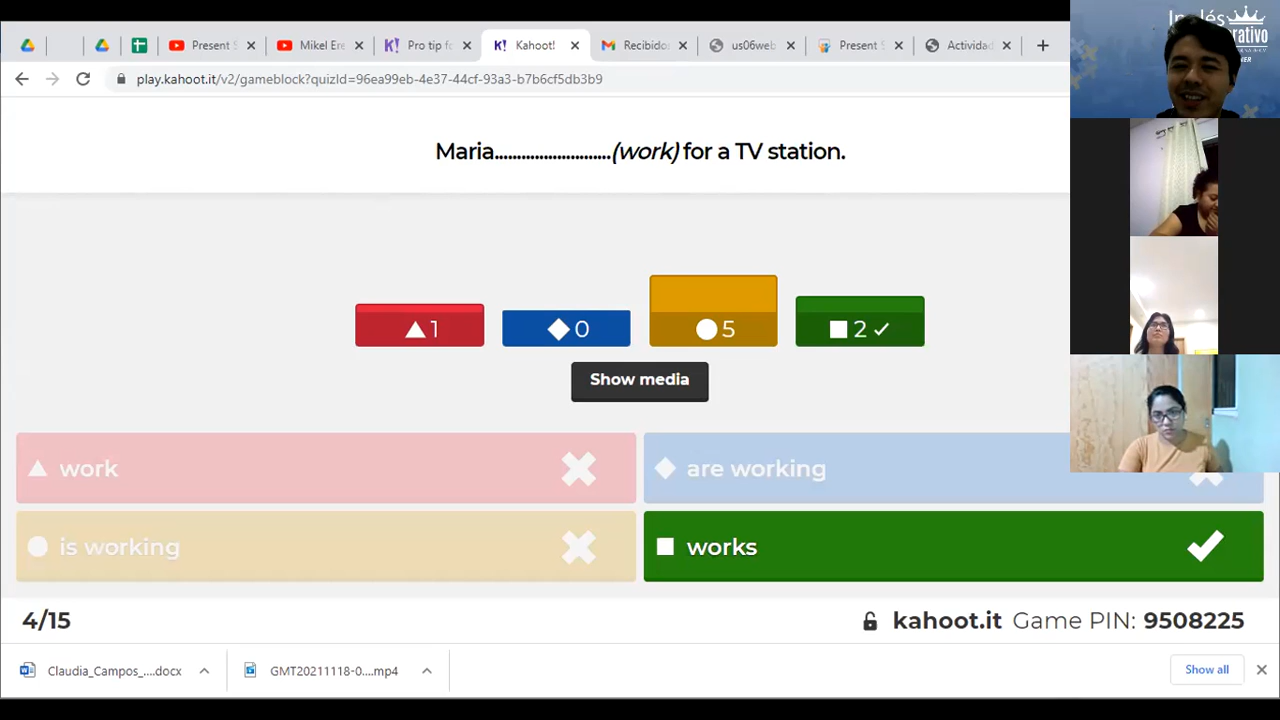 Present S
Mikel Ere
Pro tip fo
Kahoot!
Recibido
us06web
Present S
Actividad
play.kahoot.it/v2/gameblock?quizId=96ea99eb-4e37-44cf-93a3-b7b6cf5db3b9
Inglés
Maria..........................(work) for a TV station.
1
0
5
2
Show media
work
are working
is working
works
4/15
kahoot.it Game PIN: 9508225
Claudia_Campos_....docx
GMT20211118-0....mp4
Show all